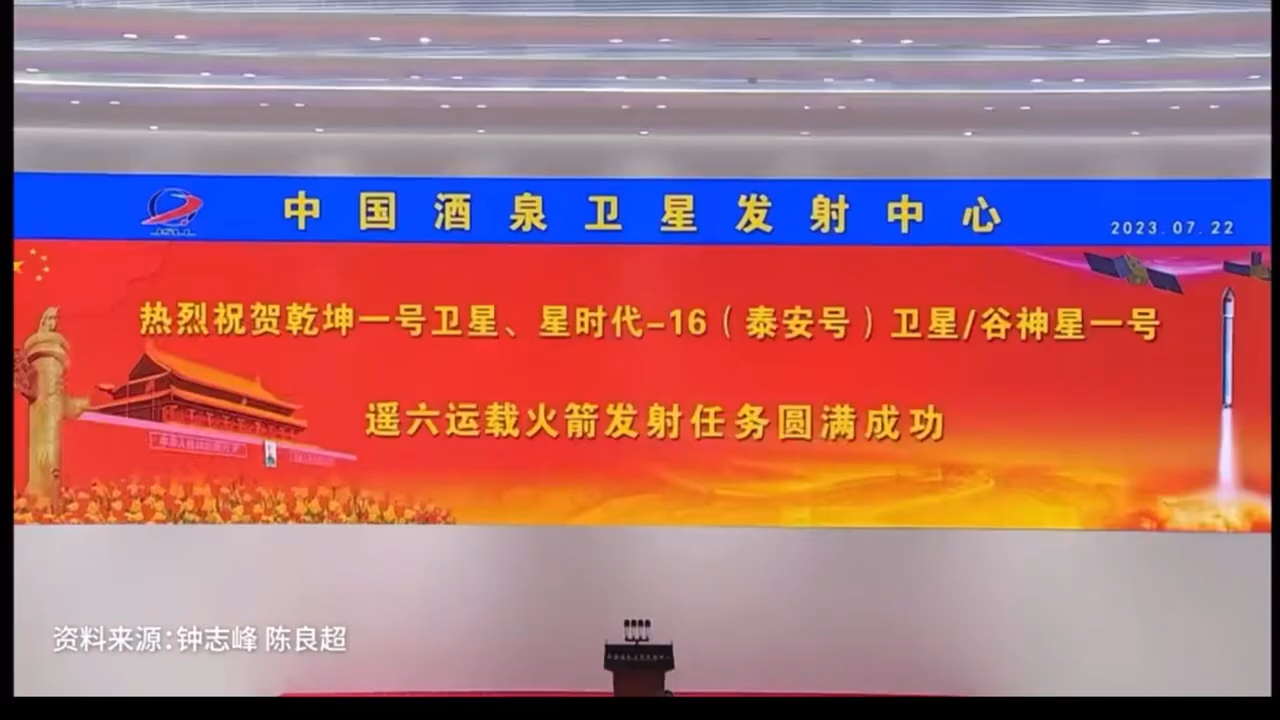 中国酒泉卫星发射中心
2023.07.22
热烈祝贺乾坤一号卫星、星时代-16（泰安号）卫星/谷神星一号
遥六运载火箭发射任务圆满成功
资料来源:钟志峰 陈良超